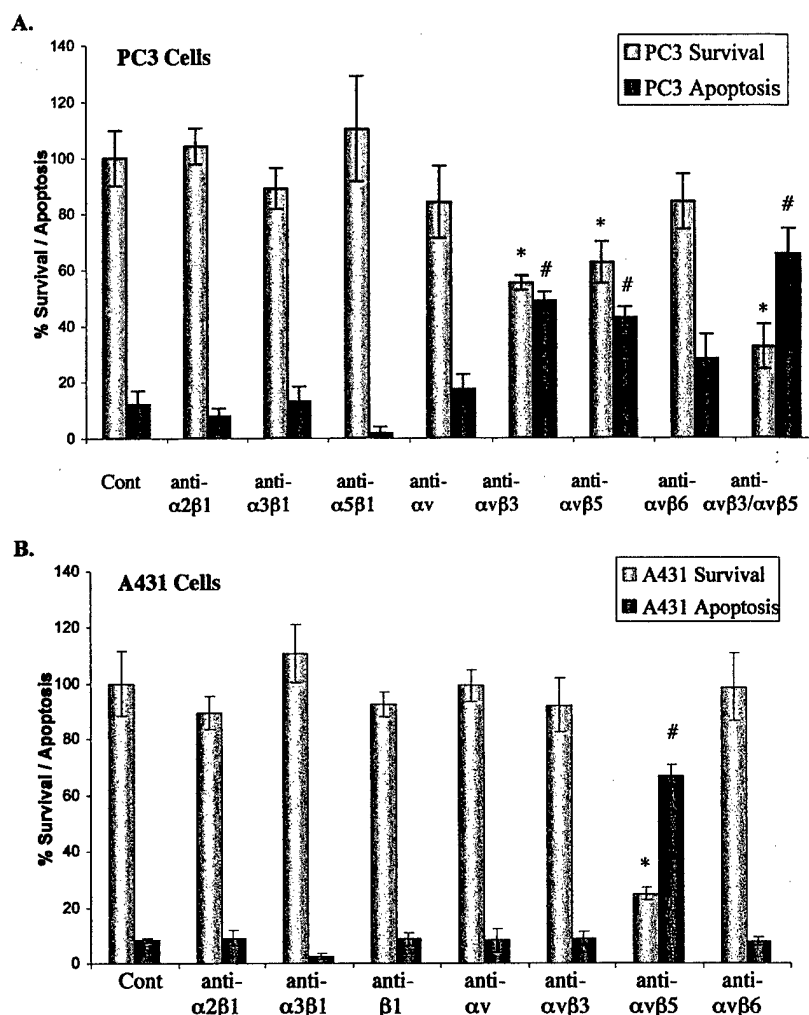 A.
140
120
100
80
60
40
20
0
% Survival / Apoptosis
PC3 Cells
PC3 Survival
PC3 Apoptosis
* # * # * #
Cont anti-α2β1 anti-α3β1 anti-α5β1 anti-αv anti-αvβ3 anti-αvβ5 anti-αvβ6 anti-αvβ3/αvβ5
B.
140
120
100
80
60
40
20
0
% Survival / Apoptosis
A431 Cells
A431 Survival
A431 Apoptosis
* #
Cont anti-α2β1 anti-α3β1 anti-β1 anti-αv anti-αvβ3 anti-αvβ5 anti-αvβ6